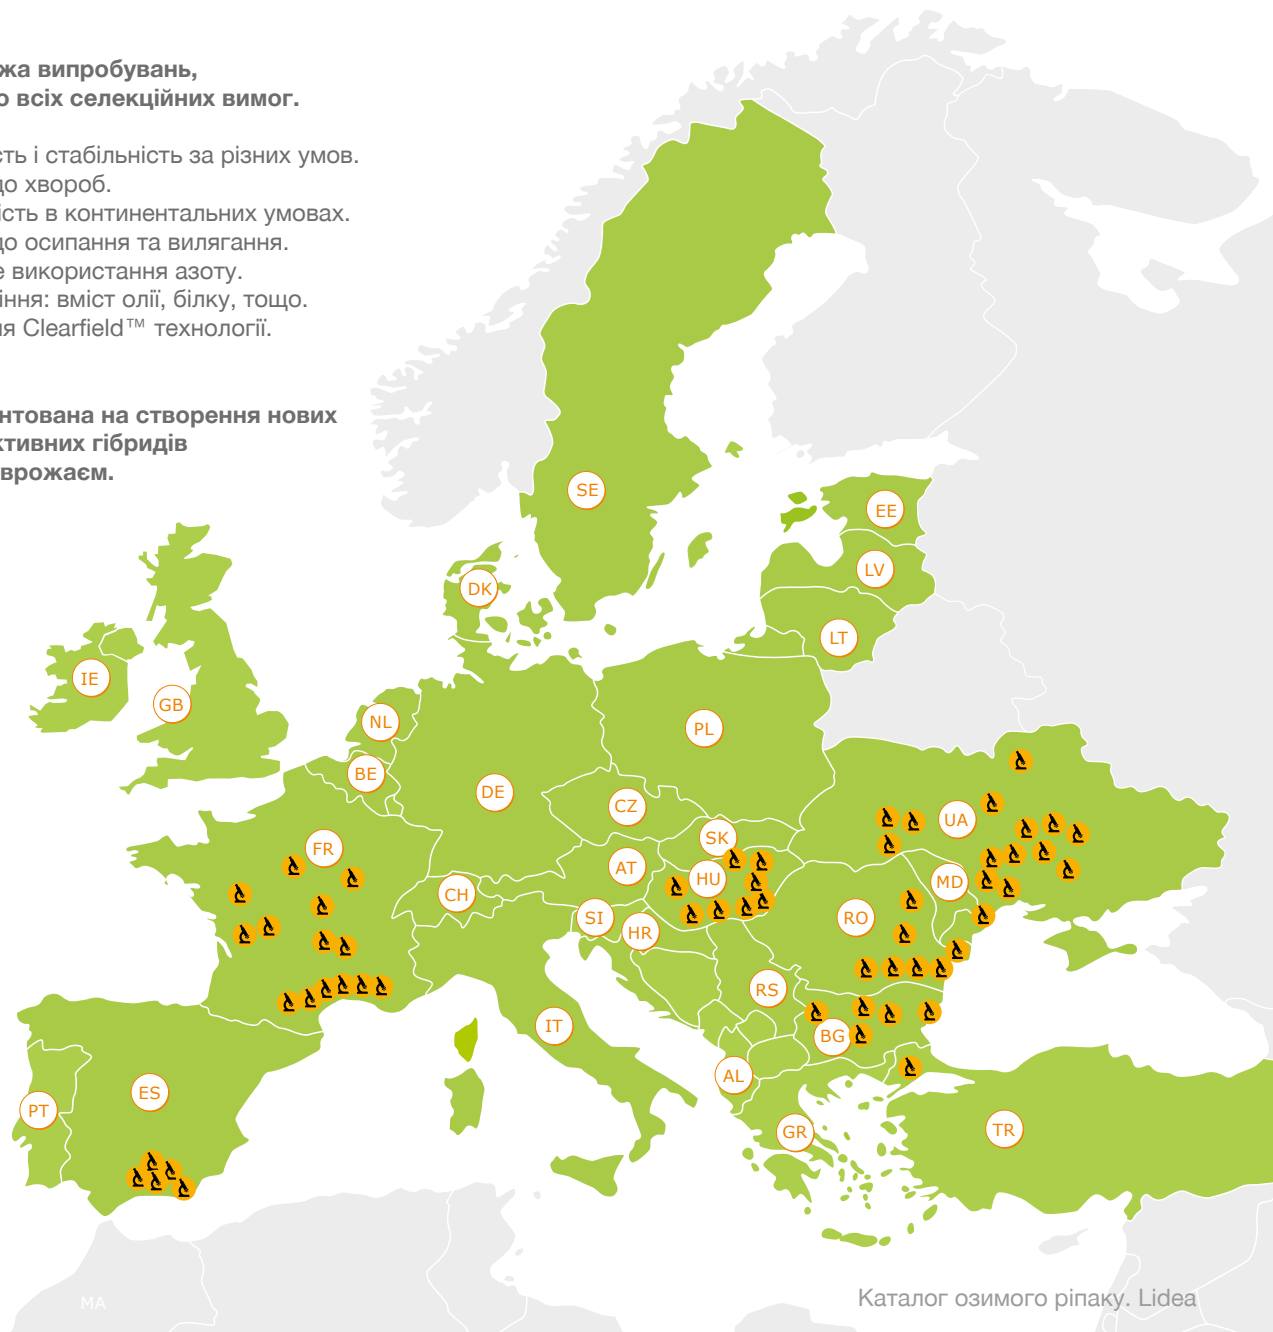 жа випробувань,
о всіх селекційних вимог.
сть і стабільність за різних умов.
до хвороб.
ість в континентальних умовах.
до осипання та вилягання.
е використання азоту.
іння: вміст олії, білку, тощо.
ня Clearfield™ технології.
нтована на створення нових
ктивних гібридів
врожаєм.
SE
EE
LV
DK
LT
IE
GB
NL
PL
BE
DE
CZ
UA
SK
FR
AT
HU
MD
CH
SI
HR
RO
RS
IT
BG
AL
ES
PT
GR
TR
MA
Каталог озимого ріпаку. Lidea